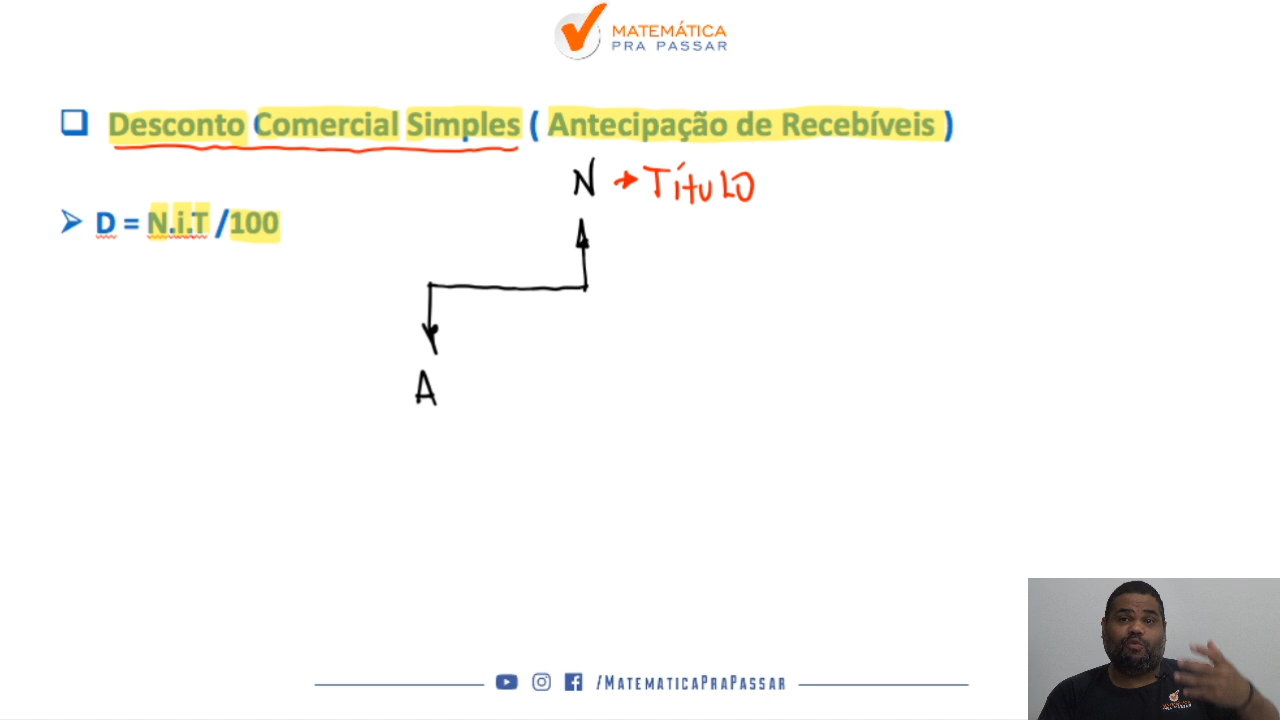 MATEMÁTICA
PRA PASSAR
Desconto Comercial Simples ( Antecipação de Recebíveis )
N → TÍTULO
D = N.i.T /100
A
/MATEMATICAPRAPASSAR